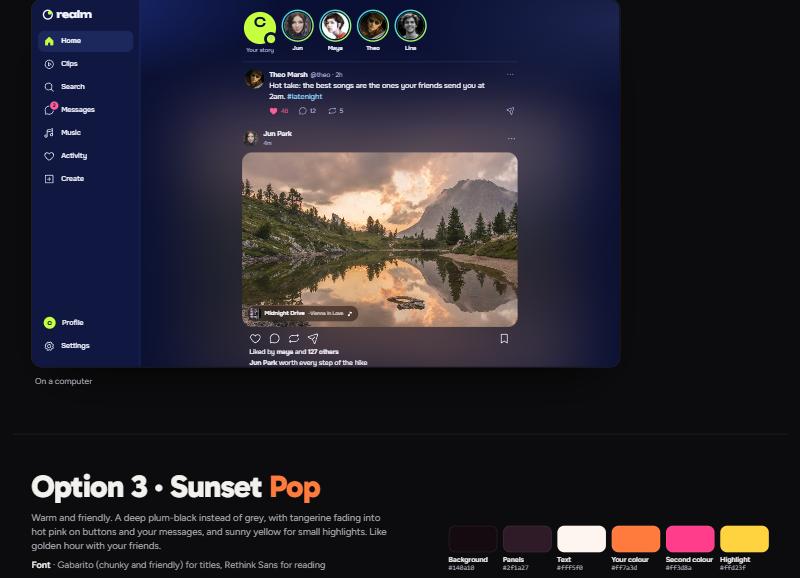 realm
Home
Clips
Search
2
Messages
Music
Activity
Create
Profile
Settings
Your story
Jun
Maya
Theo
Lina
Theo Marsh @theo · 2h
Hot take: the best songs are the ones your friends send you at
2am. #latenight
48 12 5
Jun Park
4m
Midnight Drive · Vienna in Love
Liked by maya and 127 others
Jun Park worth every step of the hike
On a computer
Option 3 · Sunset Pop
Warm and friendly. A deep plum-black instead of grey, with tangerine fading into
hot pink on buttons and your messages, and sunny yellow for small highlights. Like
golden hour with your friends.
Font · Gabarito (chunky and friendly) for titles, Rethink Sans for reading
Background Panels Text Your colour Second colour Highlight
#140a10 #2f1a27 #fff5f0 #ff7a3d #ff3d8a #ffd23f